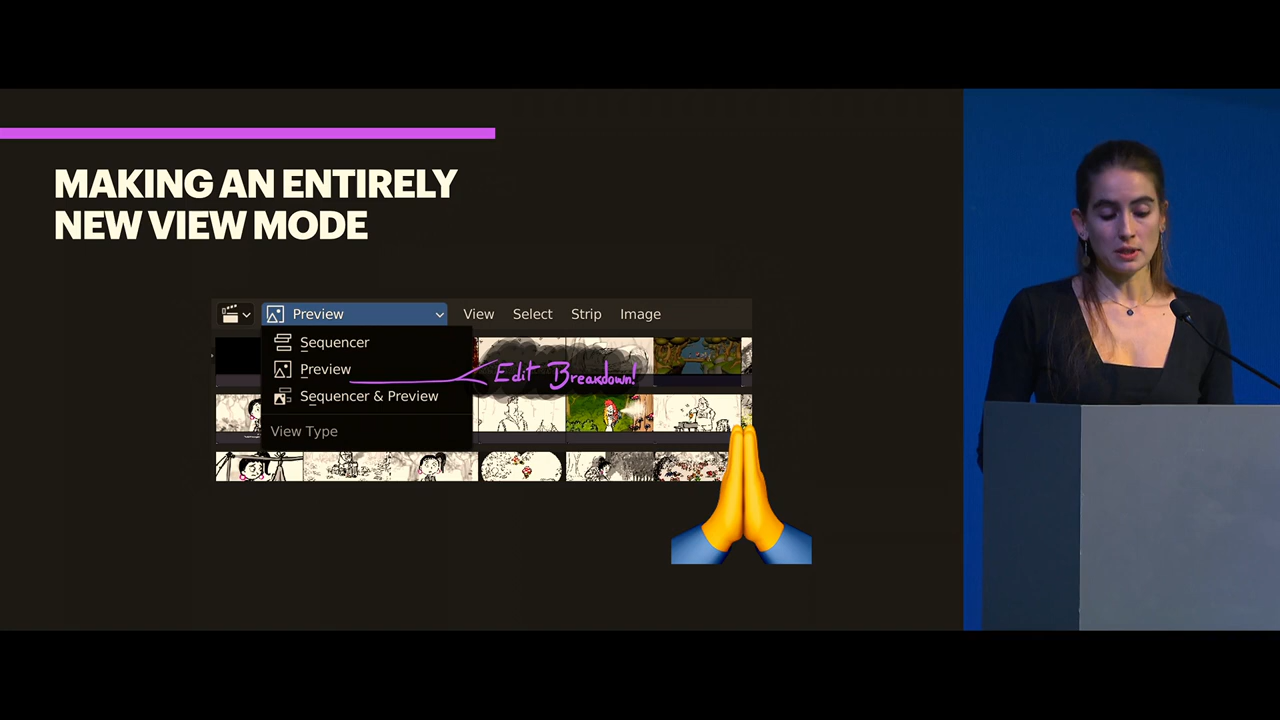 MAKING AN ENTIRELY
NEW VIEW MODE
Preview View Select Strip Image
Sequencer
Preview
Edit Breakdown!
Sequencer & Preview
View Type